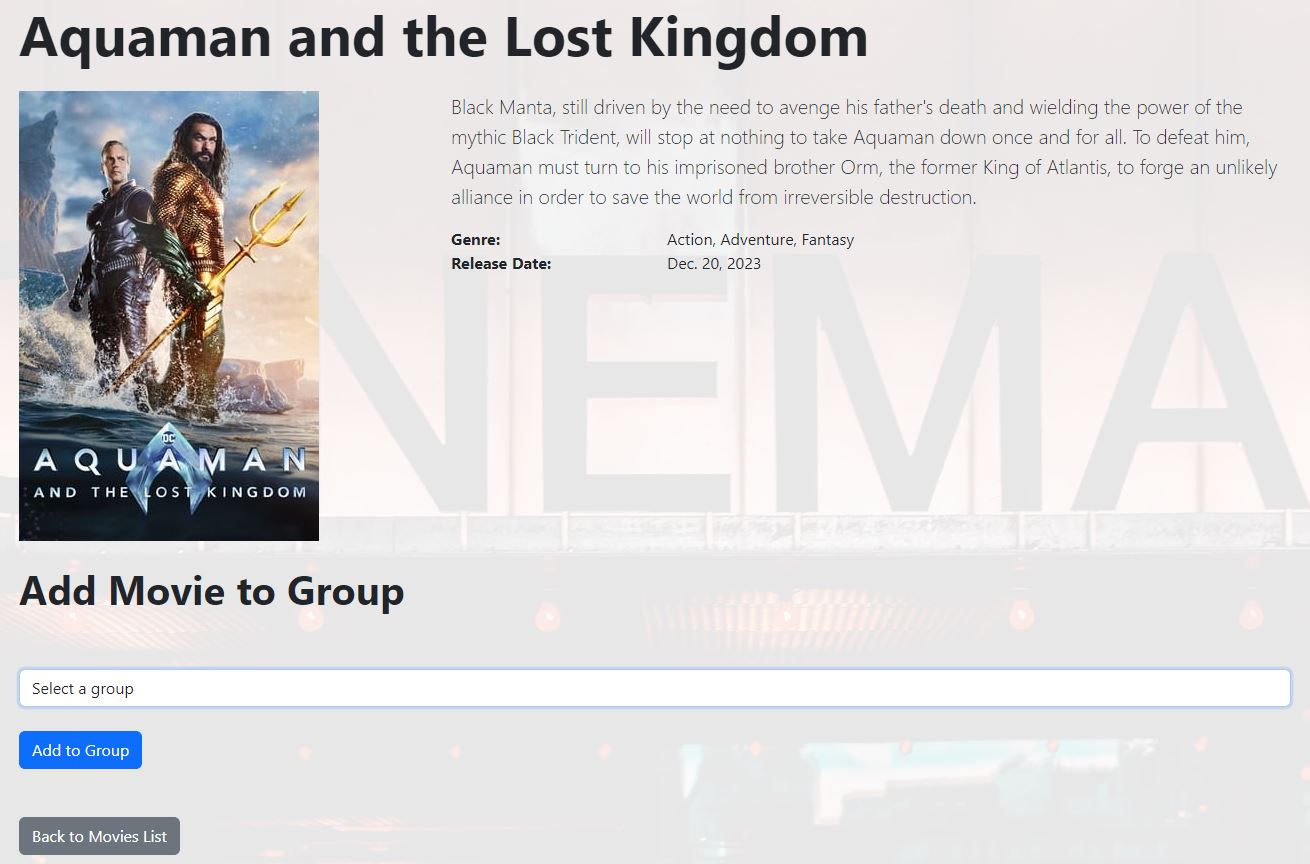 Aquaman and the Lost Kingdom
Black Manta, still driven by the need to avenge his father's death and wielding the power of the
mythic Black Trident, will stop at nothing to take Aquaman down once and for all. To defeat him,
Aquaman must turn to his imprisoned brother Orm, the former King of Atlantis, to forge an unlikely
alliance in order to save the world from irreversible destruction.
Genre: Action, Adventure, Fantasy
Release Date: Dec. 20, 2023
NEMA
DC
AQUAMAN
AND THE LOST KINGDOM
Add Movie to Group
Select a group
Add to Group
Back to Movies List